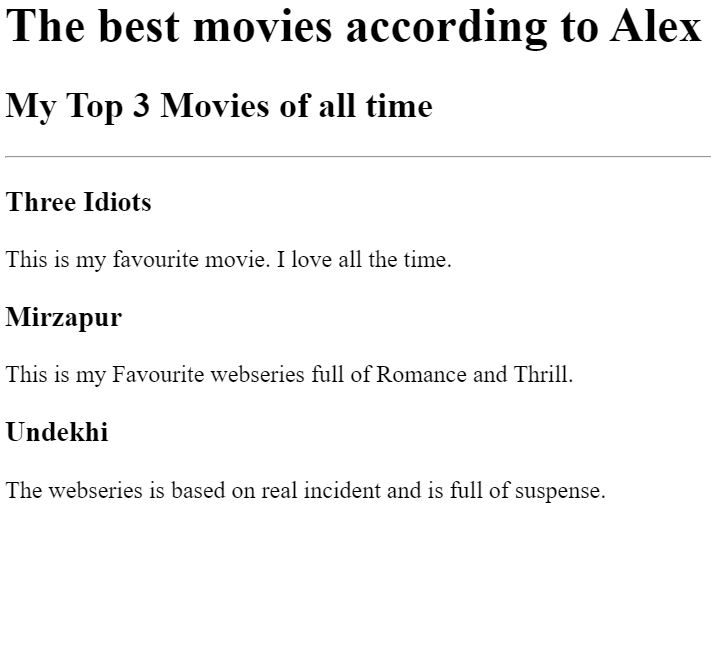 The best movies according to Alex
My Top 3 Movies of all time
Three Idiots
This is my favourite movie. I love all the time.
Mirzapur
This is my Favourite webseries full of Romance and Thrill.
Undekhi
The webseries is based on real incident and is full of suspense.